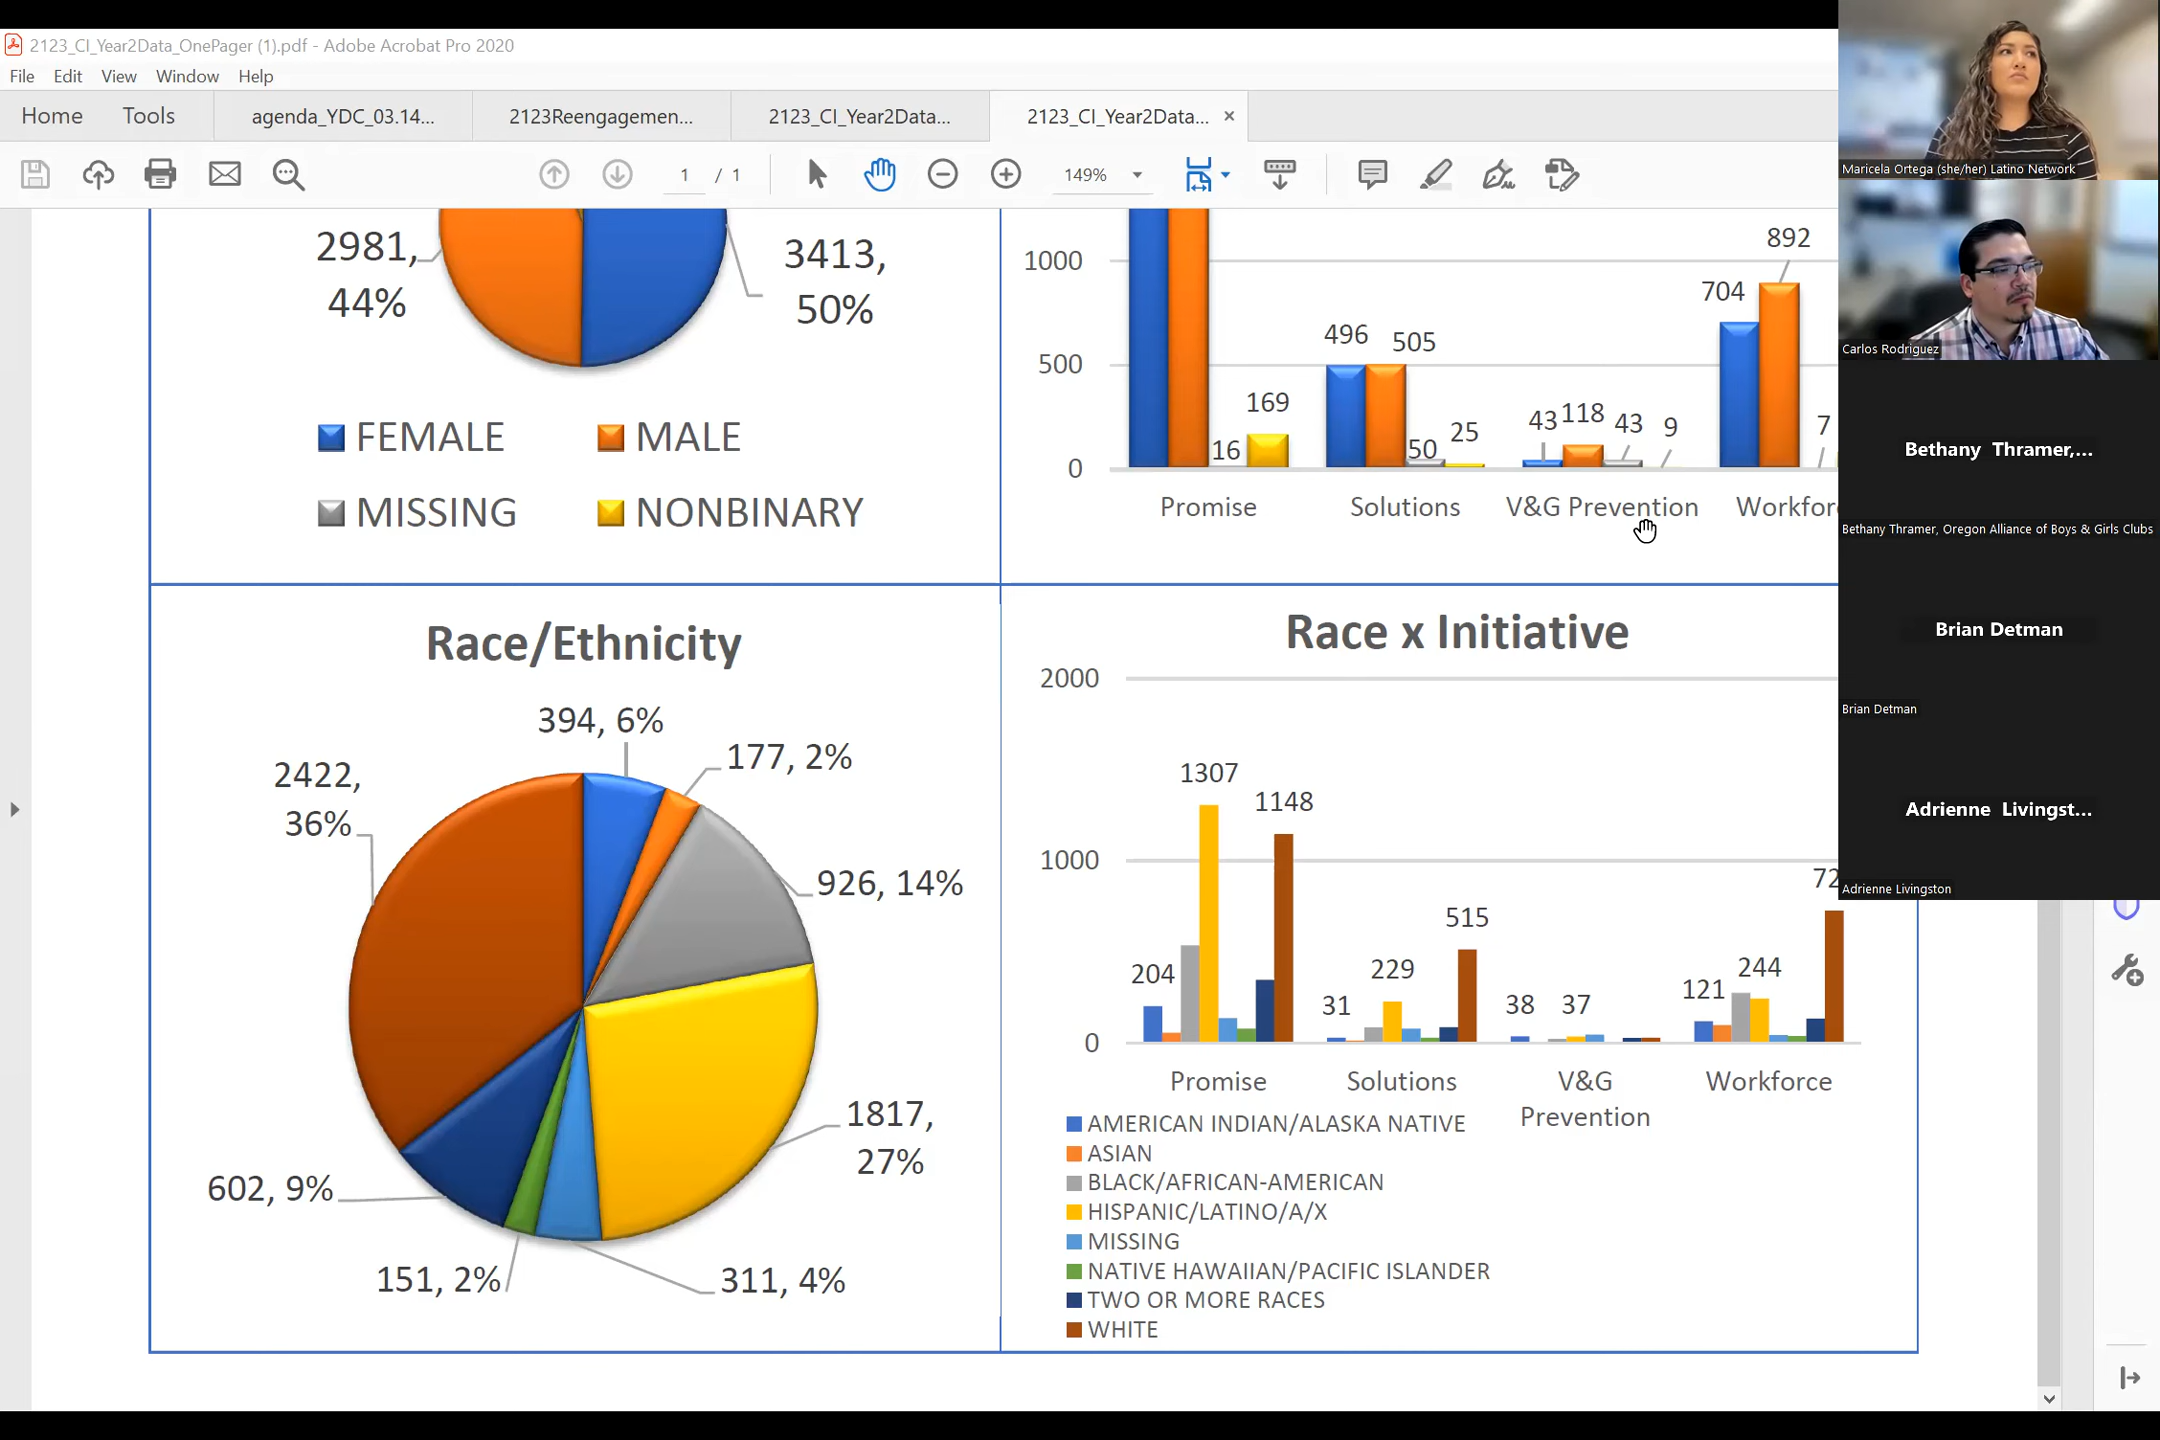 2123_CI_Year2Data_OnePager (1).pdf - Adobe Acrobat Pro 2020
File Edit View Window Help
Home Tools agenda_YDC_03.14... 2123Reengagemen... 2123_CI_Year2Data... 2123_CI_Year2Data... ×
1 / 1 149%
2981,
44%
3413,
50%
FEMALE MALE
MISSING NONBINARY
1000
500
0
16 169
496 505 50 25
43 118 43 9
704 892 7
Promise Solutions V&G Prevention Workfor
Race/Ethnicity
394, 6%
177, 2%
926, 14%
1817,
27%
311, 4%
151, 2%
602, 9%
2422,
36%
Race x Initiative
2000
1000
0
204 1307 1148
31 229 515
38 37
121 244 72
Promise Solutions V&G Workforce
Prevention
AMERICAN INDIAN/ALASKA NATIVE
ASIAN
BLACK/AFRICAN-AMERICAN
HISPANIC/LATINO/A/X
MISSING
NATIVE HAWAIIAN/PACIFIC ISLANDER
TWO OR MORE RACES
WHITE
Maricela Ortega (she/her) Latino Network
Carlos Rodriguez
Bethany Thramer,...
Bethany Thramer, Oregon Alliance of Boys & Girls Clubs
Brian Detman
Brian Detman
Adrienne Livingst...
Adrienne Livingston